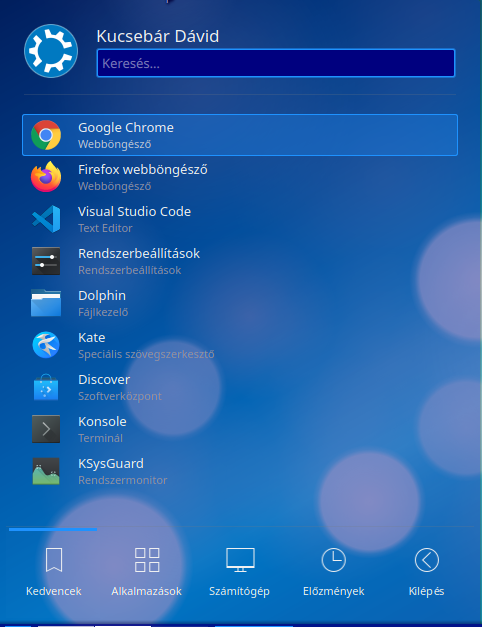 Kucsebár Dávid
Keresés...
Google Chrome
Webböngésző
Firefox webböngésző
Webböngésző
Visual Studio Code
Text Editor
Rendszerbeállítások
Rendszerbeállítások
Dolphin
Fájlkezelő
Kate
Speciális szövegszerkesztő
Discover
Szoftverközpont
Konsole
Terminál
KSysGuard
Rendszermonitor
Kedvencek Alkalmazások Számítógép Előzmények Kilépés